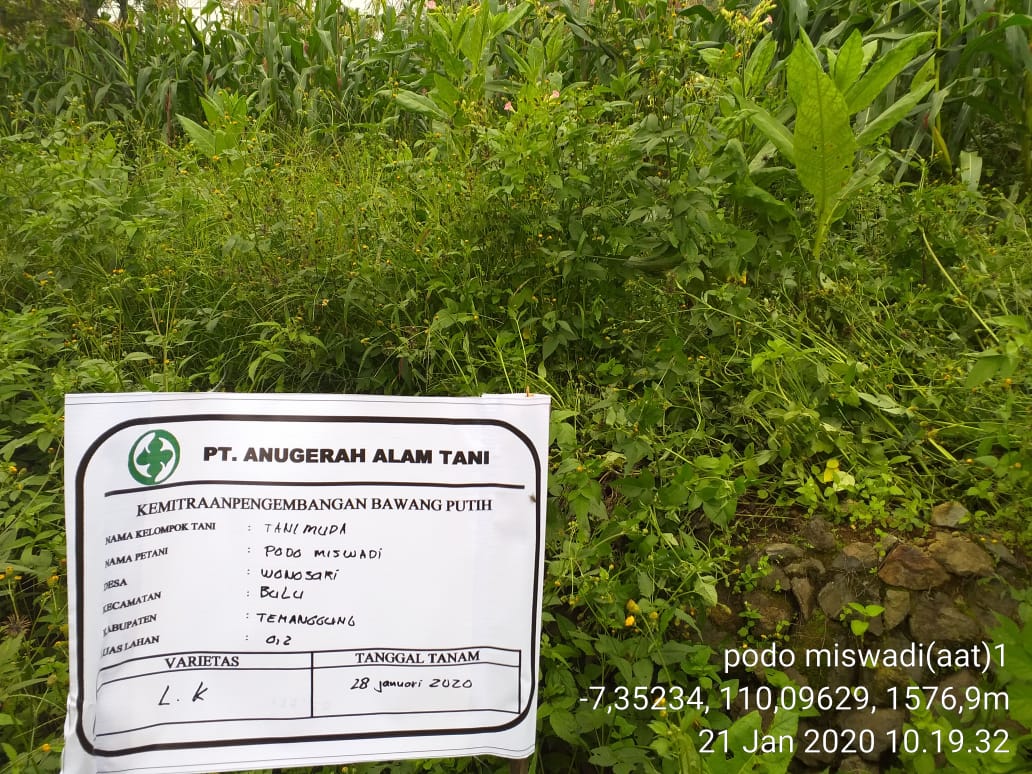 PT. ANUGERAH ALAM TANI
KEMITRAANPENGEMBANGAN BAWANG PUTIH
NAMA KELOMPOK TANI : TANI MUDA
NAMA PETANI : PODO MISWADI
DESA : WONOSARI
KECAMATAN : BULU
KABUPATEN : TEMANGGUNG
LUAS LAHAN : 0,2
VARIETAS TANGGAL TANAM
L.K 28 januari 2020
podo miswadi(aat)1
-7,35234, 110,09629, 1576,9m
21 Jan 2020 10.19.32